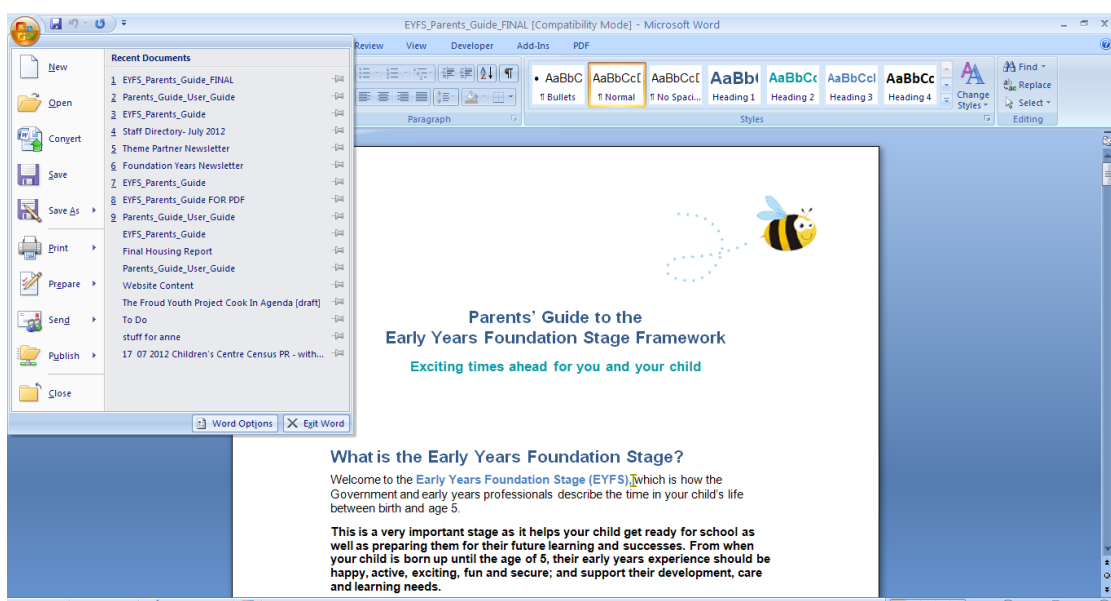 EYFS_Parents_Guide_FINAL [Compatibility Mode] - Microsoft Word
Review View Developer Add-Ins PDF
New
Open
Convert
Save
Save As
Print
Prepare
Send
Publish
Close
Recent Documents
1 EYFS_Parents_Guide_FINAL
2 Parents_Guide_User_Guide
3 EYFS_Parents_Guide
4 Staff Directory- July 2012
5 Theme Partner Newsletter
6 Foundation Years Newsletter
7 EYFS_Parents_Guide
8 EYFS_Parents_Guide FOR PDF
9 Parents_Guide_User_Guide
EYFS_Parents_Guide
Final Housing Report
Parents_Guide_User_Guide
Website Content
The Froud Youth Project Cook In Agenda [draft]
To Do
stuff for anne
17 07 2012 Children's Centre Census PR - with...
Word Options Exit Word
AaBbC AaBbCcD AaBbCcD AaBb( AaBbCc AaBbCcI AaBbCc
¶ Bullets ¶ Normal ¶ No Spaci... Heading 1 Heading 2 Heading 3 Heading 4
Change
Styles
Find
Replace
Select
Paragraph Styles Editing
Parents' Guide to the
Early Years Foundation Stage Framework
Exciting times ahead for you and your child
What is the Early Years Foundation Stage?
Welcome to the Early Years Foundation Stage (EYFS), which is how the
Government and early years professionals describe the time in your child's life
between birth and age 5.
This is a very important stage as it helps your child get ready for school as
well as preparing them for their future learning and successes. From when
your child is born up until the age of 5, their early years experience should be
happy, active, exciting, fun and secure; and support their development, care
and learning needs.